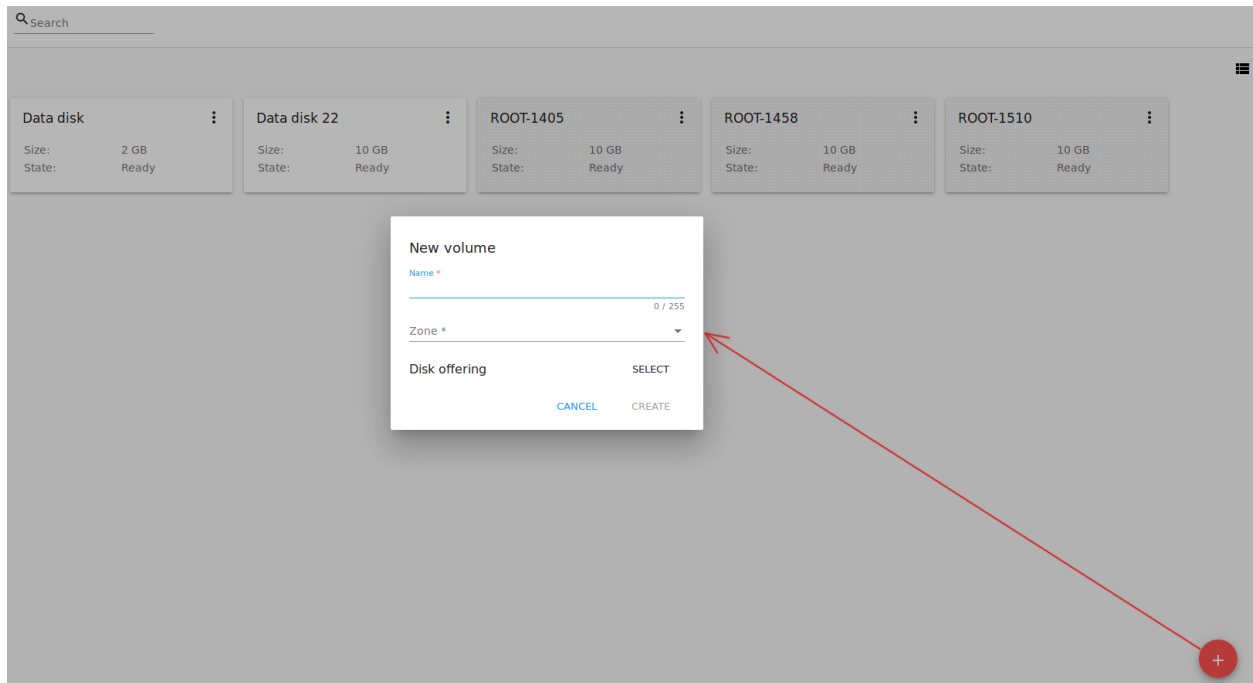 Search
Data disk
Size: 2 GB
State: Ready
Data disk 22
Size: 10 GB
State: Ready
ROOT-1405
Size: 10 GB
State: Ready
ROOT-1458
Size: 10 GB
State: Ready
ROOT-1510
Size: 10 GB
State: Ready
New volume
Name *
0 / 255
Zone *
Disk offering SELECT
CANCEL CREATE
+